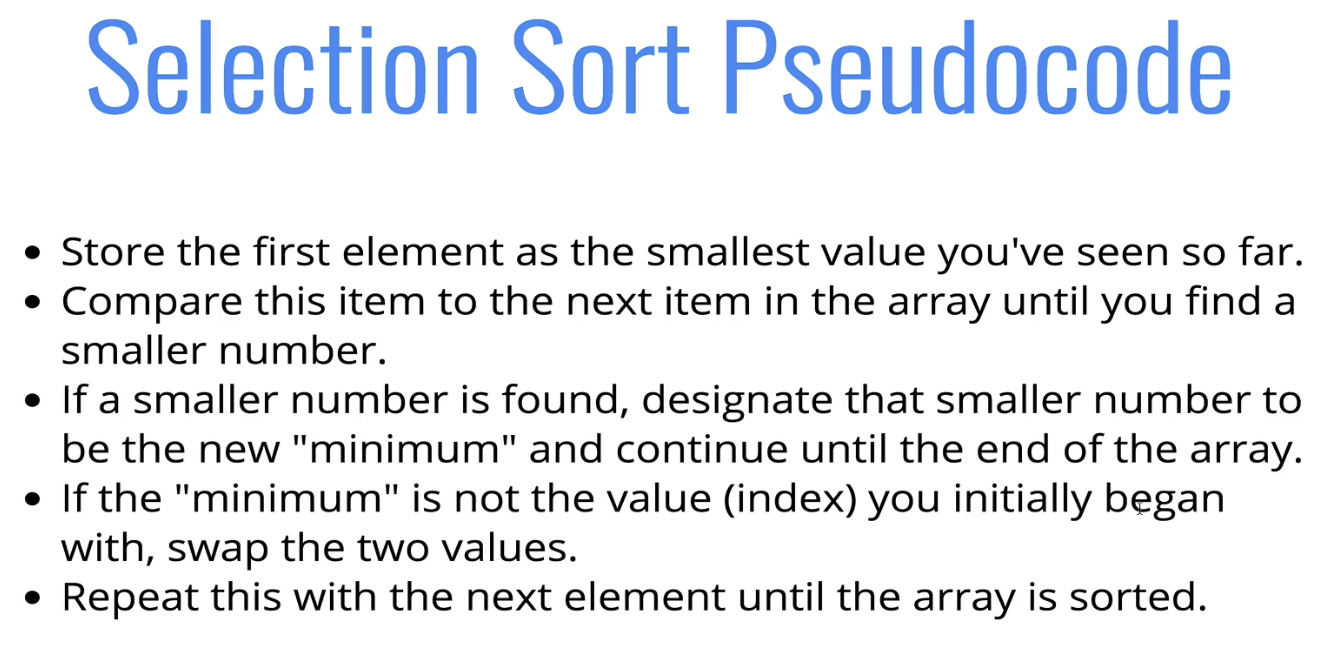 Selection Sort Pseudocode
• Store the first element as the smallest value you've seen so far.
• Compare this item to the next item in the array until you find a
smaller number.
• If a smaller number is found, designate that smaller number to
be the new "minimum" and continue until the end of the array.
• If the "minimum" is not the value (index) you initially began
with, swap the two values.
• Repeat this with the next element until the array is sorted.